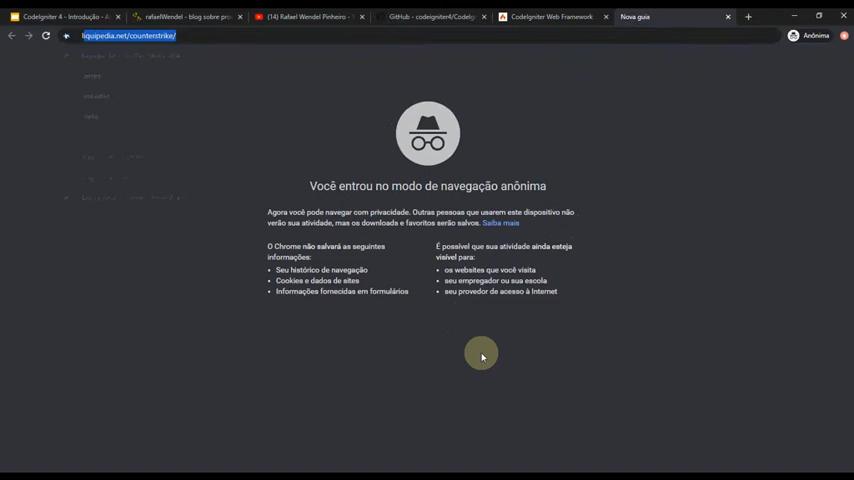 CodeIgniter 4 - Introdução - A
rafaelWendel - blog sobre pro
(14) Rafael Wendel Pinheiro -
GitHub - codeigniter4/CodeIg
CodeIgniter Web Framework
Nova guia
liquipedia.net/counterstrike/
Anônima
Você entrou no modo de navegação anônima
Agora você pode navegar com privacidade. Outras pessoas que usarem este dispositivo não
verão sua atividade, mas os downloads e favoritos serão salvos. Saiba mais
O Chrome não salvará as seguintes
informações:
• Seu histórico de navegação
• Cookies e dados de sites
• Informações fornecidas em formulários
É possível que sua atividade ainda esteja
visível para:
• os websites que você visita
• seu empregador ou sua escola
• seu provedor de acesso à Internet